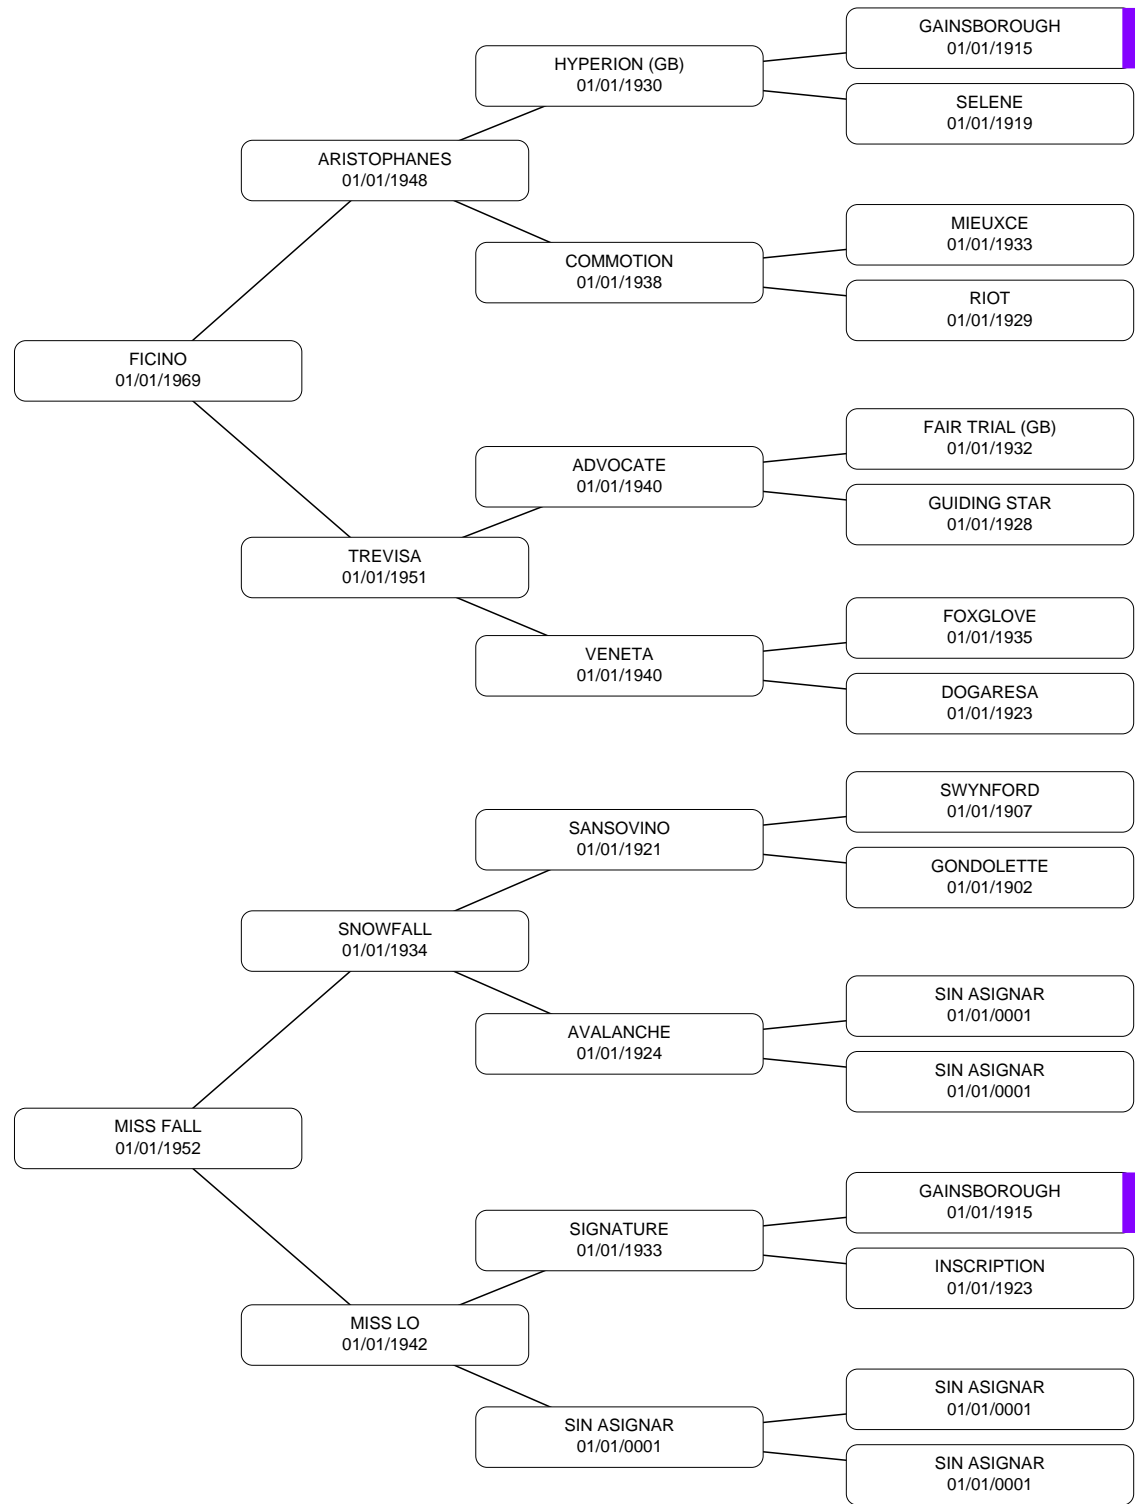 GAINSBOROUGH
01/01/1915
HYPERION (GB)
01/01/1930
SELENE
01/01/1919
ARISTOPHANES
01/01/1948
MIEUXCE
01/01/1933
COMMOTION
01/01/1938
RIOT
01/01/1929
FICINO
01/01/1969
FAIR TRIAL (GB)
01/01/1932
ADVOCATE
01/01/1940
GUIDING STAR
01/01/1928
TREVISA
01/01/1951
FOXGLOVE
01/01/1935
VENETA
01/01/1940
DOGARESA
01/01/1923
SWYNFORD
01/01/1907
SANSOVINO
01/01/1921
GONDOLETTE
01/01/1902
SNOWFALL
01/01/1934
SIN ASIGNAR
01/01/0001
AVALANCHE
01/01/1924
SIN ASIGNAR
01/01/0001
MISS FALL
01/01/1952
GAINSBOROUGH
01/01/1915
SIGNATURE
01/01/1933
INSCRIPTION
01/01/1923
MISS LO
01/01/1942
SIN ASIGNAR
01/01/0001
SIN ASIGNAR
01/01/0001
SIN ASIGNAR
01/01/0001